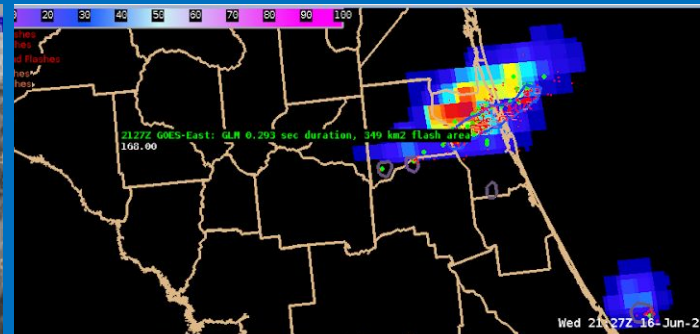 10 20 30 40 50 60 70 80 90 100
2127Z GOES-East: GLM 0.293 sec duration, 349 km2 flash area
168.00
Wed 21:27Z 16-Jun-2